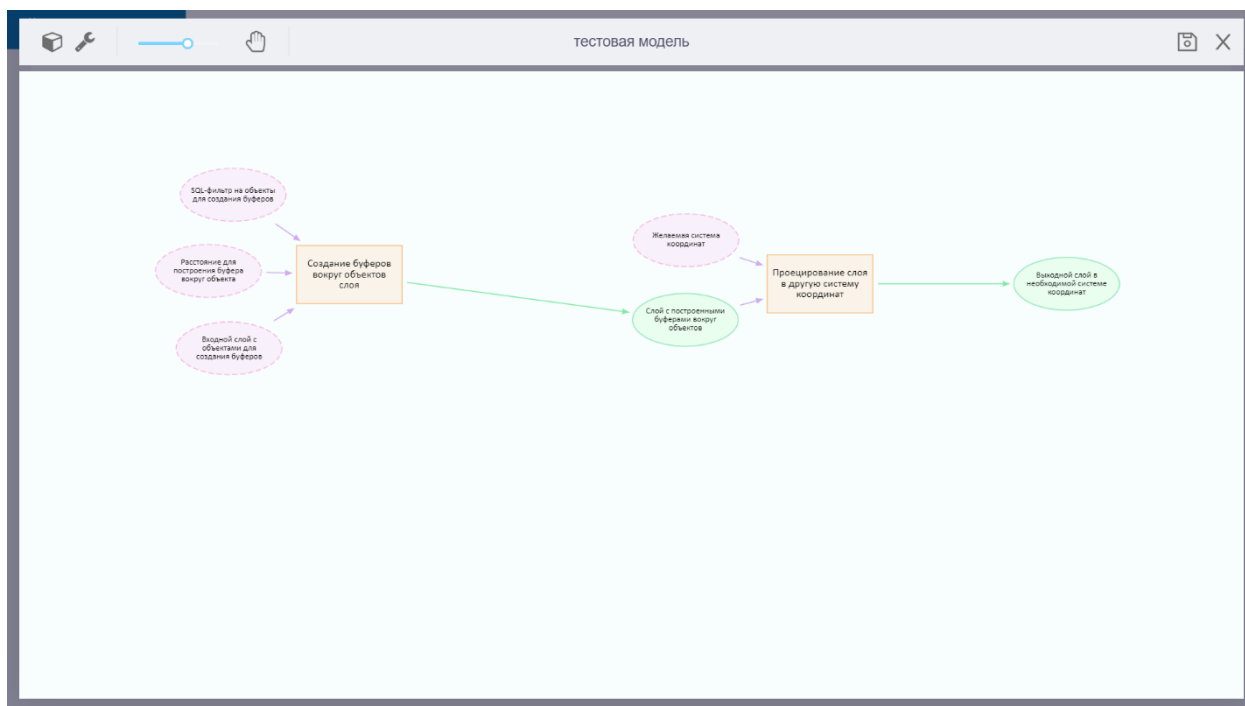 тестовая модель
SQL-фильтр на объекты
для создания буферов
Расстояние для
построения буфера
вокруг объекта
Входной слой с
объектами для
создания буферов
Создание буферов
вокруг объектов
слоя
Желаемая система
координат
Слой с построенными
буферами вокруг
объектов
Проецирование слоя
в другую систему
координат
Выходной слой в
необходимой системе
координат